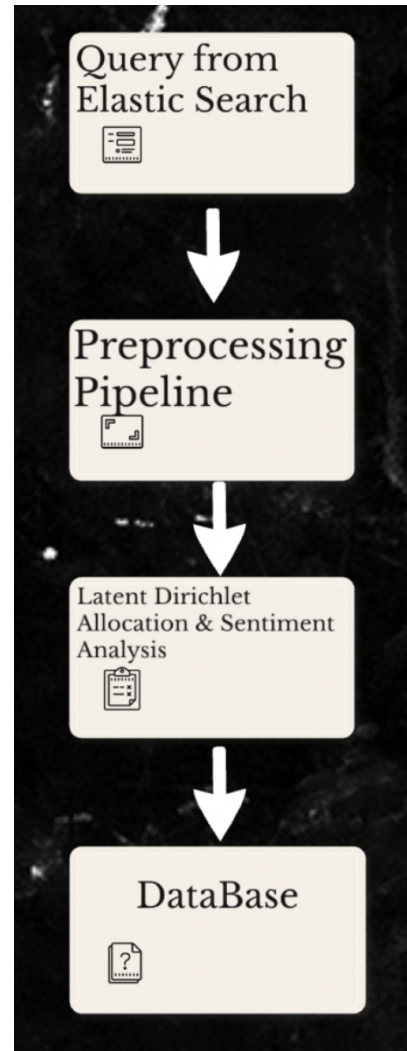 Query from
Elastic Search
Preprocessing
Pipeline
Latent Dirichlet
Allocation & Sentiment
Analysis
DataBase
?